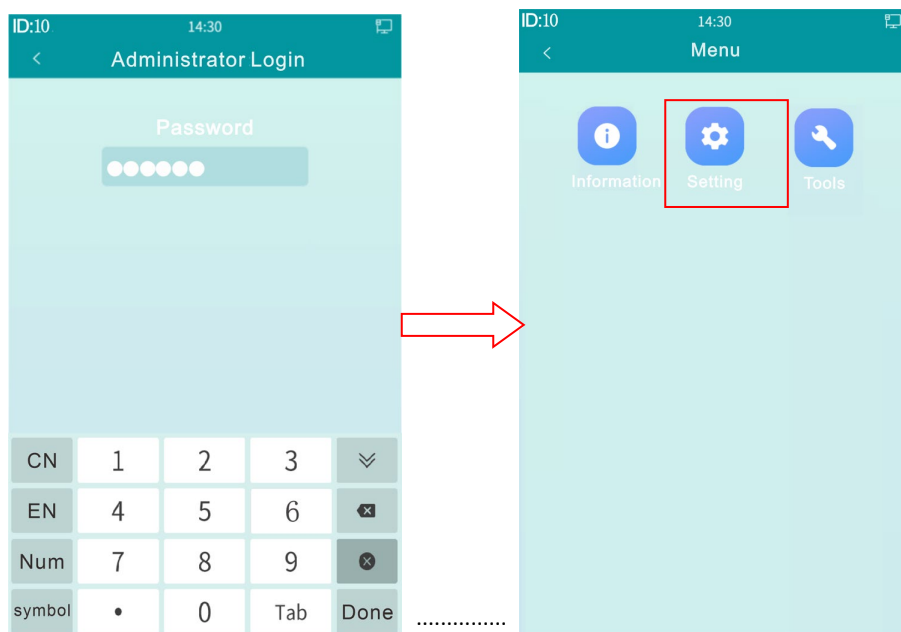 ID:10 14:30
< Administrator Login
Password
●●●●●●
CN 1 2 3
EN 4 5 6
Num 7 8 9
symbol • 0 Tab Done
...............
ID:10 14:30
< Menu
Information Setting Tools